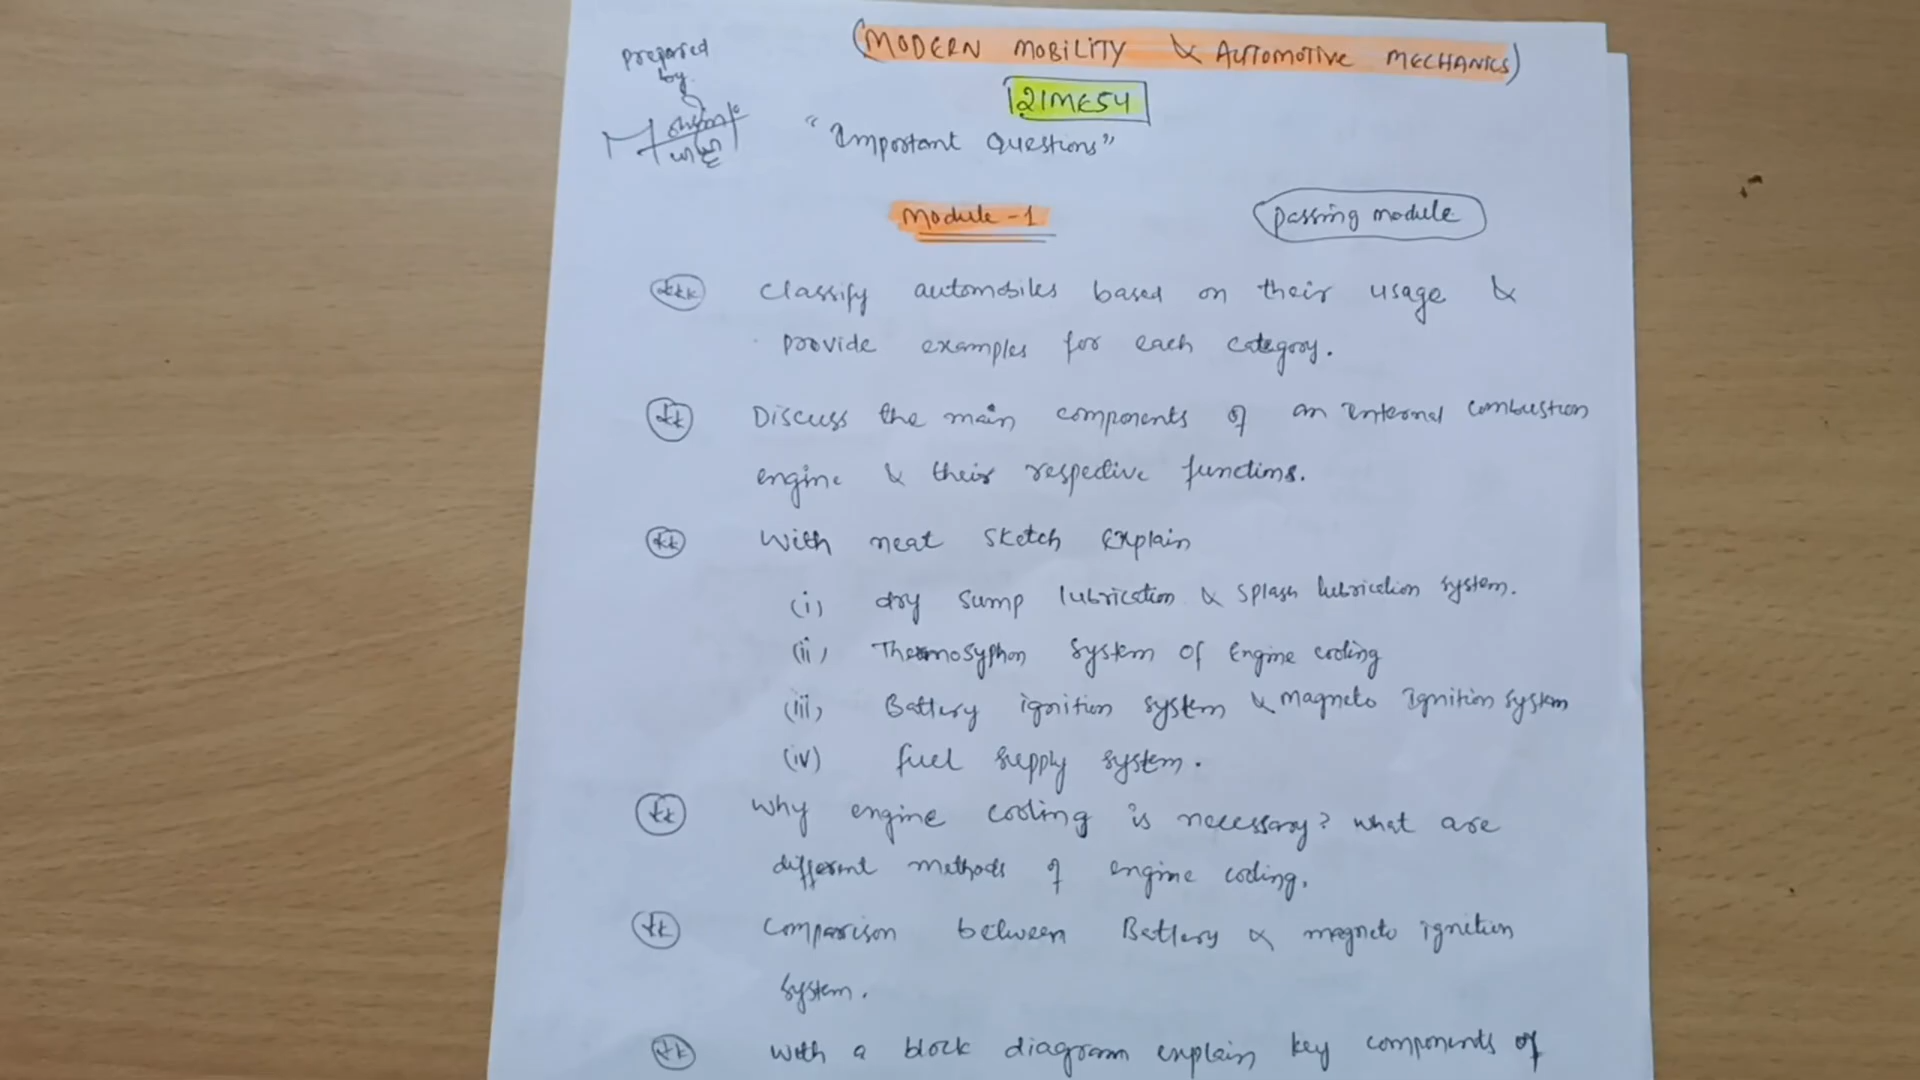 prepared
by
(MODERN MOBILITY & AUTOMOTIVE MECHANICS)
21ME54
"Important Questions"
Module-1
passing module
classify automobiles based on their usage &
provide examples for each category.
Discuss the main components of an Internal Combustion
engine & their respective functions.
With neat sketch explain
(i) dry sump lubrication & splash lubrication system.
(ii) Thermosyphon system of Engine cooling
(iii) Battery ignition system & magneto Ignition system
(iv) fuel supply system.
Why engine cooling is necessary? what are
different methods of engine cooling.
Comparison between Battery & magneto ignition
system.
With a block diagram explain key components of